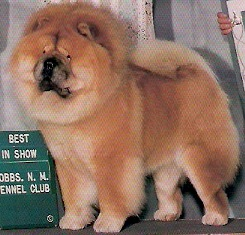 BEST
IN SHOW
OBBS, N. M.
ENNEL CLUB